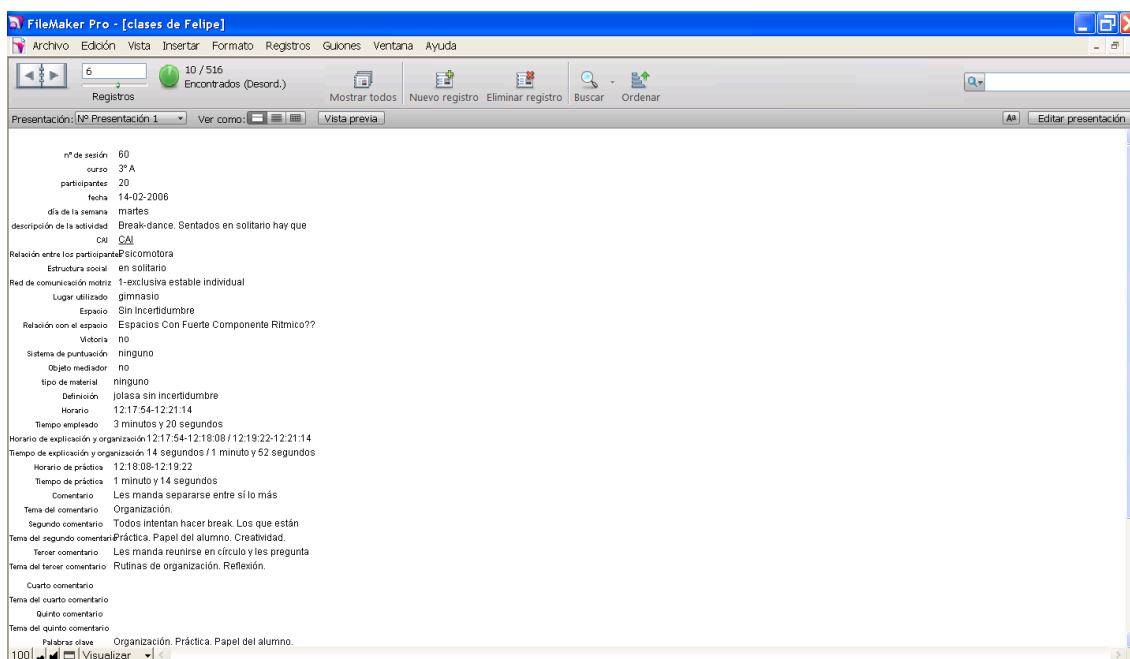 FileMaker Pro - [clases de Felipe]
Archivo Edición Vista Insertar Formato Registros Guiones Ventana Ayuda
6
10 / 516
Encontrados (Desord.)
Registros
Mostrar todos Nuevo registro Eliminar registro Buscar Ordenar
Presentación: Nº Presentación 1 Ver como: Vista previa Aa Editar presentación
nº de sesión 60
curso 3º A
participantes 20
fecha 14-02-2006
día de la semana martes
descripción de la actividad Break-dance. Sentados en solitario hay que
CAI CAI
Relación entre los participantes Psicomotora
Estructura social en solitario
Red de comunicación motriz 1-exclusiva estable individual
Lugar utilizado gimnasio
Espacio Sin Incertidumbre
Relación con el espacio Espacios Con Fuerte Componente Ritmico??
Victoria no
Sistema de puntuación ninguno
Objeto mediador no
tipo de material ninguno
Definición jolasa sin incertidumbre
Horario 12:17:54-12:21:14
Tiempo empleado 3 minutos y 20 segundos
Horario de explicación y organización 12:17:54-12:18:08 / 12:19:22-12:21:14
Tiempo de explicación y organización 14 segundos / 1 minuto y 52 segundos
Horario de práctica 12:18:08-12:19:22
Tiempo de práctica 1 minuto y 14 segundos
Comentario Les manda separarse entre sí lo más
Tema del comentario Organización.
Segundo comentario Todos intentan hacer break. Los que están
Tema del segundo comentario Práctica. Papel del alumno. Creatividad.
Tercer comentario Les manda reunirse en círculo y les pregunta
Tema del tercer comentario Rutinas de organización. Reflexión.
Cuarto comentario
Tema del cuarto comentario
Quinto comentario
Tema del quinto comentario
Palabras clave Organización. Práctica. Papel del alumno.
100 Visualizar